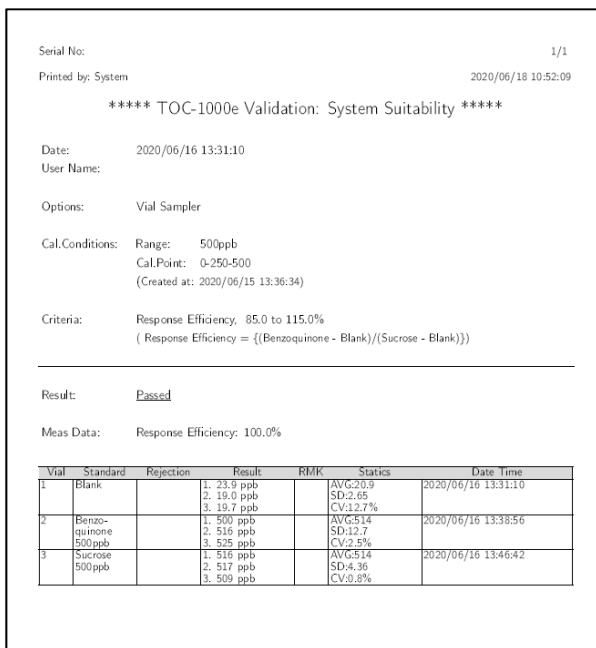 Serial No: 1/1
Printed by: System 2020/06/18 10:52:09
***** TOC-1000e Validation: System Suitability *****
Date: 2020/06/16 13:31:10
User Name:
Options: Vial Sampler
Cal.Conditions: Range: 500ppb
Cal.Point: 0-250-500
(Created at: 2020/06/15 13:36:34)
Criteria: Response Efficiency, 85.0 to 115.0%
( Response Efficiency = {(Benzoquinone - Blank)/(Sucrose - Blank)})
Result: Passed
Meas Data: Response Efficiency: 100.0%
Vial Standard Rejection Result RMK Statics Date Time
1 Blank 1. 23.9 ppb AVG:20.9 2020/06/16 13:31:10
2. 19.0 ppb SD:2.65
3. 19.7 ppb CV:12.7%
2 Benzo- 1. 500 ppb AVG:514 2020/06/16 13:38:56
quinone 2. 516 ppb SD:12.7
500ppb 3. 525 ppb CV:2.5%
3 Sucrose 1. 516 ppb AVG:514 2020/06/16 13:46:42
500ppb 2. 517 ppb SD:4.36
3. 509 ppb CV:0.8%